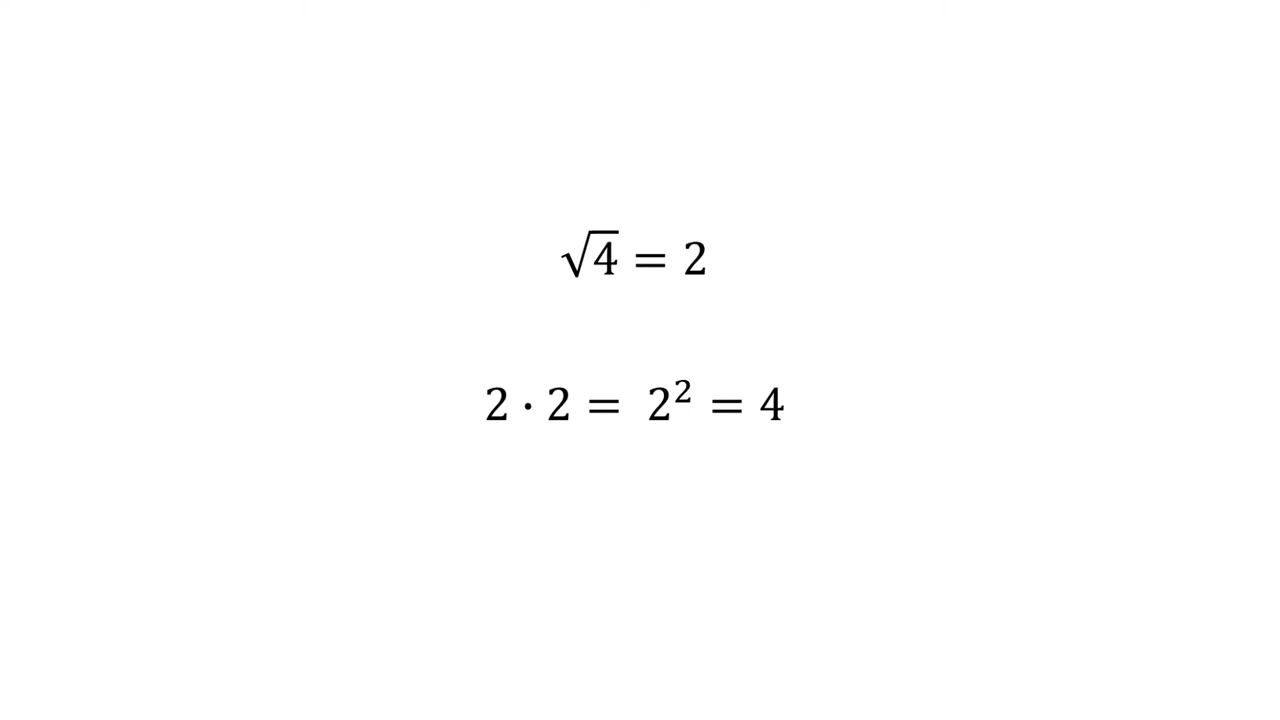 √4 = 2
2 · 2 = 2² = 4